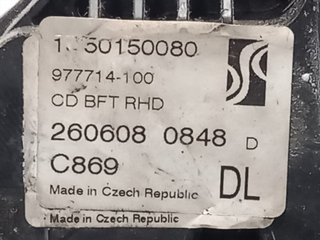 977714-100
CD BFT RHD
260608 0848 D
C869
DL
Made in Czech Republic
Made in Czech Republic